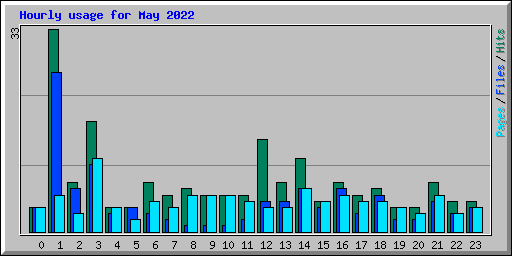 Hourly usage for May 2022
33
Pages / Files / Hits
0 1 2 3 4 5 6 7 8 9 10 11 12 13 14 15 16 17 18 19 20 21 22 23